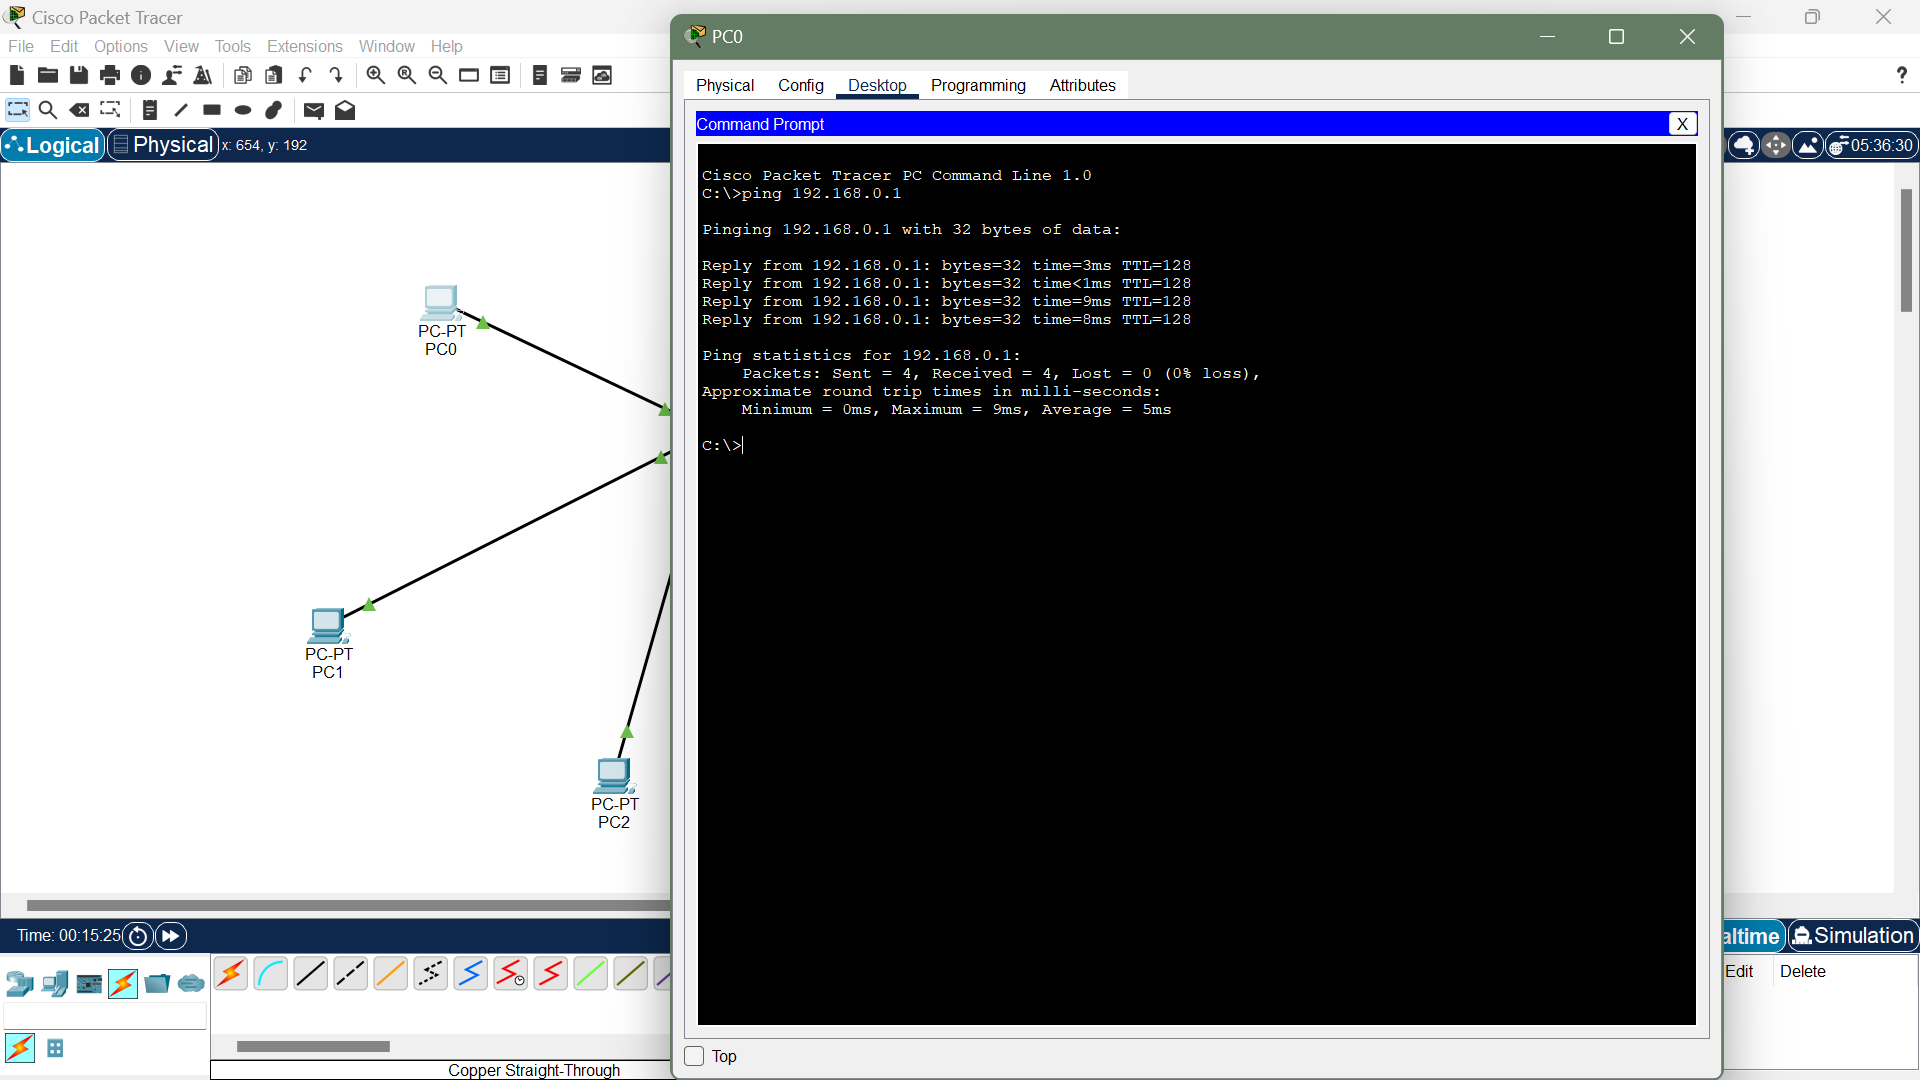 Cisco Packet Tracer
File Edit Options View Tools Extensions Window Help
Logical Physical x: 654, y: 192
05:36:30
PC-PT
PC0
PC-PT
PC1
PC-PT
PC2
PC0
Physical Config Desktop Programming Attributes
Command Prompt X
Cisco Packet Tracer PC Command Line 1.0
C:\>ping 192.168.0.1
Pinging 192.168.0.1 with 32 bytes of data:
Reply from 192.168.0.1: bytes=32 time=3ms TTL=128
Reply from 192.168.0.1: bytes=32 time<1ms TTL=128
Reply from 192.168.0.1: bytes=32 time=9ms TTL=128
Reply from 192.168.0.1: bytes=32 time=8ms TTL=128
Ping statistics for 192.168.0.1:
Packets: Sent = 4, Received = 4, Lost = 0 (0% loss),
Approximate round trip times in milli-seconds:
Minimum = 0ms, Maximum = 9ms, Average = 5ms
C:\>
Top
Time: 00:15:25
altime Simulation
Edit Delete
Copper Straight-Through